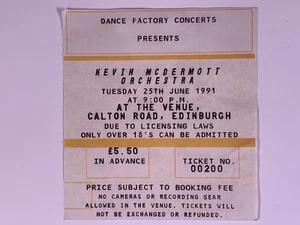 DANCE FACTORY CONCERTS
PRESENTS
KEVIN MCDERMOTT
ORCHESTRA
TUESDAY 25TH JUNE 1991
AT 9:00 P.M.
AT THE VENUE,
CALTON ROAD, EDINBURGH
DUE TO LICENSING LAWS
ONLY OVER 18'S CAN BE ADMITTED
£5.50
IN ADVANCE
TICKET NO.
00200
PRICE SUBJECT TO BOOKING FEE
NO CAMERAS OR RECORDING GEAR
ALLOWED IN THE VENUE. TICKETS WILL
NOT BE EXCHANGED OR REFUNDED.